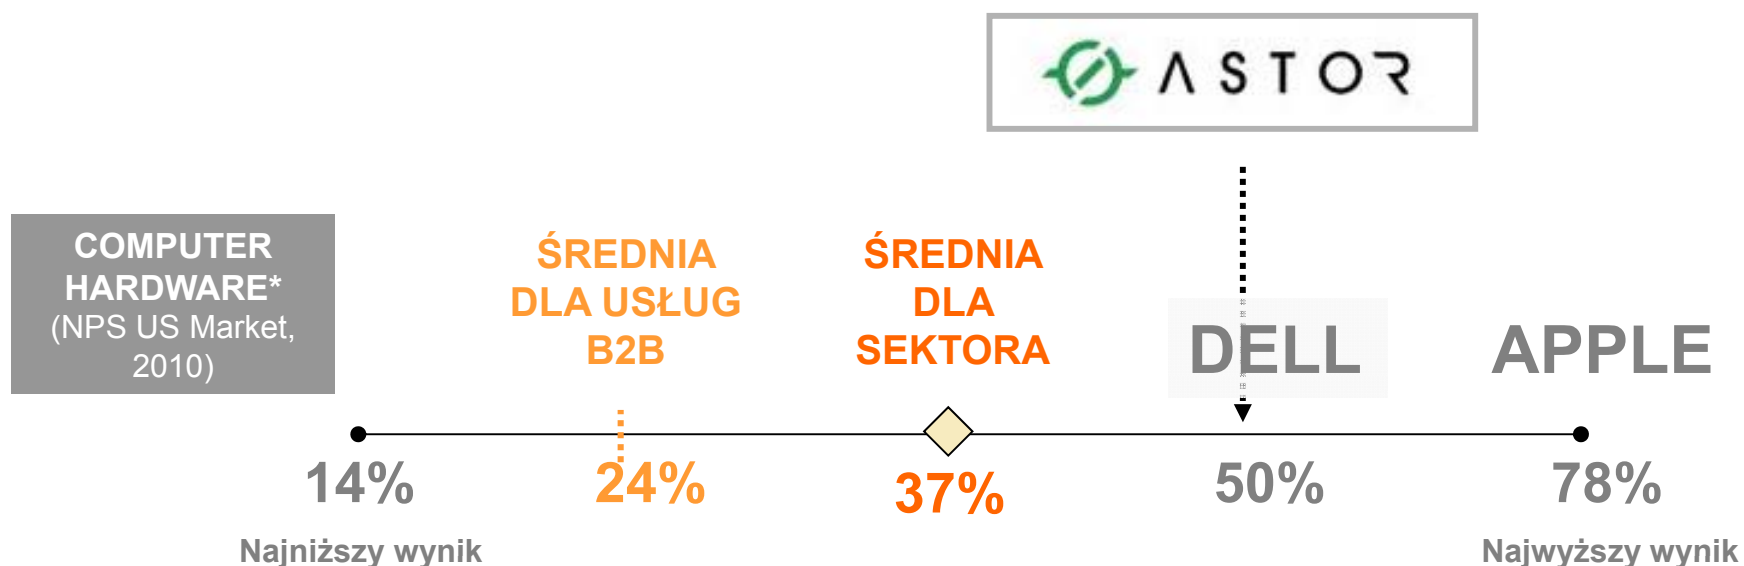 ASTOR
COMPUTER
HARDWARE*
(NPS US Market,
2010)
ŚREDNIA
DLA USŁUG
B2B
ŚREDNIA
DLA
SEKTORA
DELL
APPLE
14%
24%
37%
50%
78%
Najniższy wynik
Najwyższy wynik